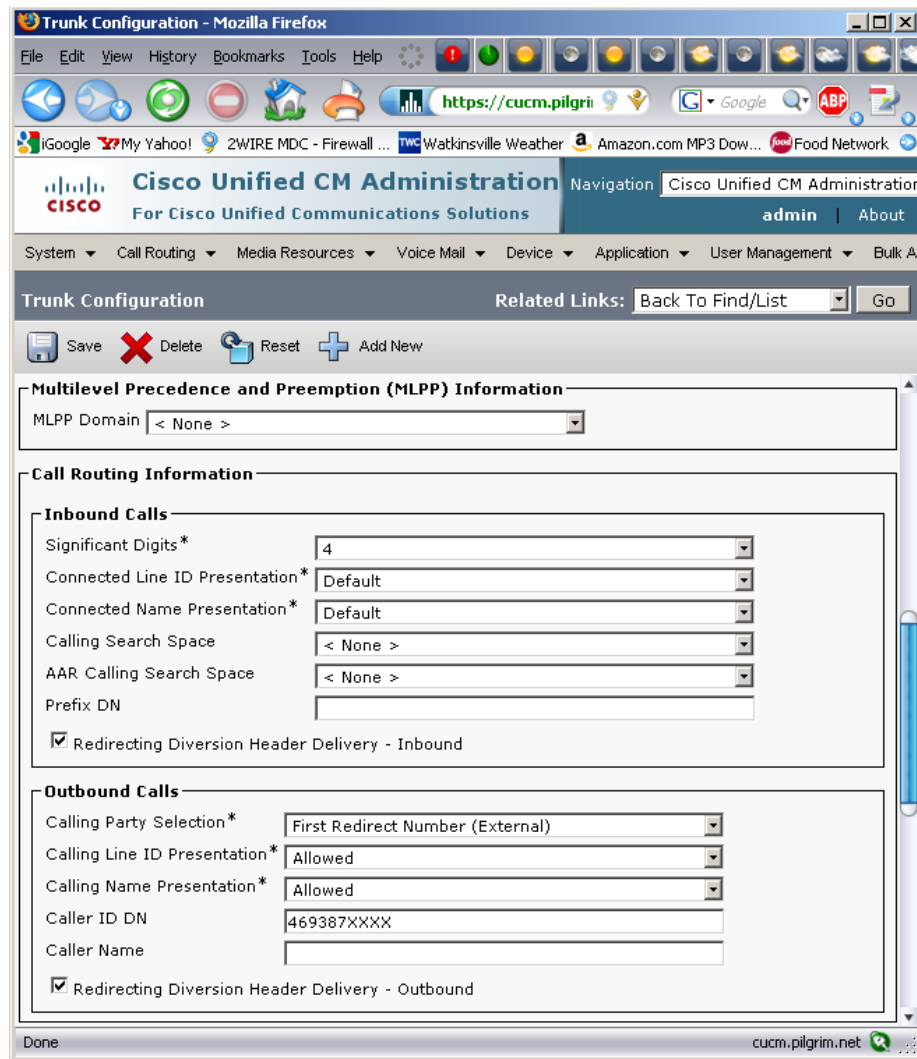 Trunk Configuration - Mozilla Firefox
File Edit View History Bookmarks Tools Help
https://cucm.pilgri G Google ABP
iGoogle My Yahoo! 2WIRE MDC - Firewall ... TWC Watkinsville Weather a Amazon.com MP3 Dow... food Food Network
CISCO Cisco Unified CM Administration Navigation Cisco Unified CM Administration
For Cisco Unified Communications Solutions admin | About
System Call Routing Media Resources Voice Mail Device Application User Management Bulk A
Trunk Configuration Related Links: Back To Find/List Go
Save Delete Reset Add New
Multilevel Precedence and Preemption (MLPP) Information
MLPP Domain < None >
Call Routing Information
Inbound Calls
Significant Digits* 4
Connected Line ID Presentation* Default
Connected Name Presentation* Default
Calling Search Space < None >
AAR Calling Search Space < None >
Prefix DN
Redirecting Diversion Header Delivery - Inbound
Outbound Calls
Calling Party Selection* First Redirect Number (External)
Calling Line ID Presentation* Allowed
Calling Name Presentation* Allowed
Caller ID DN 469387XXXX
Caller Name
Redirecting Diversion Header Delivery - Outbound
Done cucm.pilgrim.net